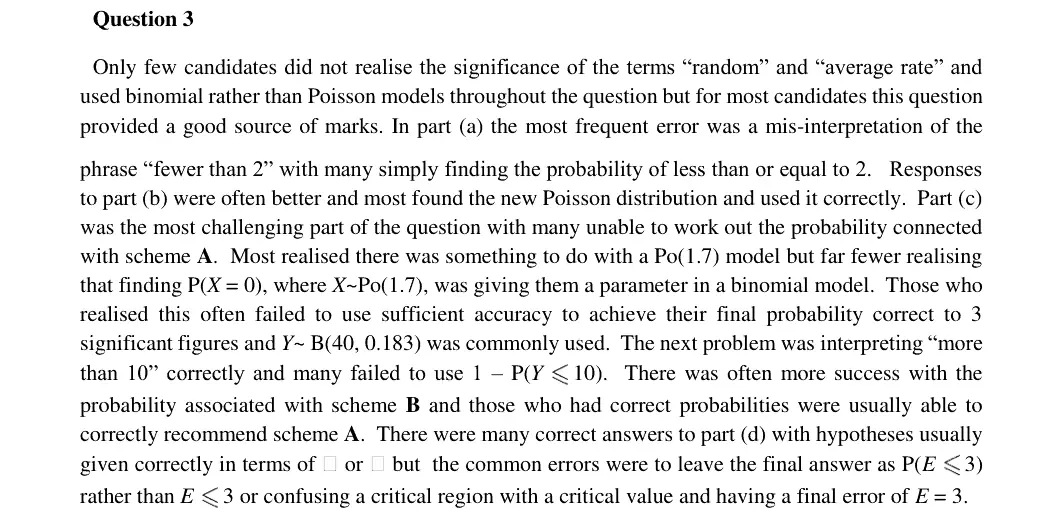 Question 3
Only few candidates did not realise the significance of the terms “random” and “average rate” and
used binomial rather than Poisson models throughout the question but for most candidates this question
provided a good source of marks. In part (a) the most frequent error was a mis-interpretation of the
phrase “fewer than 2” with many simply finding the probability of less than or equal to 2. Responses
to part (b) were often better and most found the new Poisson distribution and used it correctly. Part (c)
was the most challenging part of the question with many unable to work out the probability connected
with scheme A. Most realised there was something to do with a Po(1.7) model but far fewer realising
that finding P(X = 0), where X~Po(1.7), was giving them a parameter in a binomial model. Those who
realised this often failed to use sufficient accuracy to achieve their final probability correct to 3
significant figures and Y~ B(40, 0.183) was commonly used. The next problem was interpreting “more
than 10” correctly and many failed to use 1 – P(Y ⩽ 10). There was often more success with the
probability associated with scheme B and those who had correct probabilities were usually able to
correctly recommend scheme A. There were many correct answers to part (d) with hypotheses usually
given correctly in terms of □ or □ but the common errors were to leave the final answer as P(E ⩽ 3)
rather than E ⩽ 3 or confusing a critical region with a critical value and having a final error of E = 3.